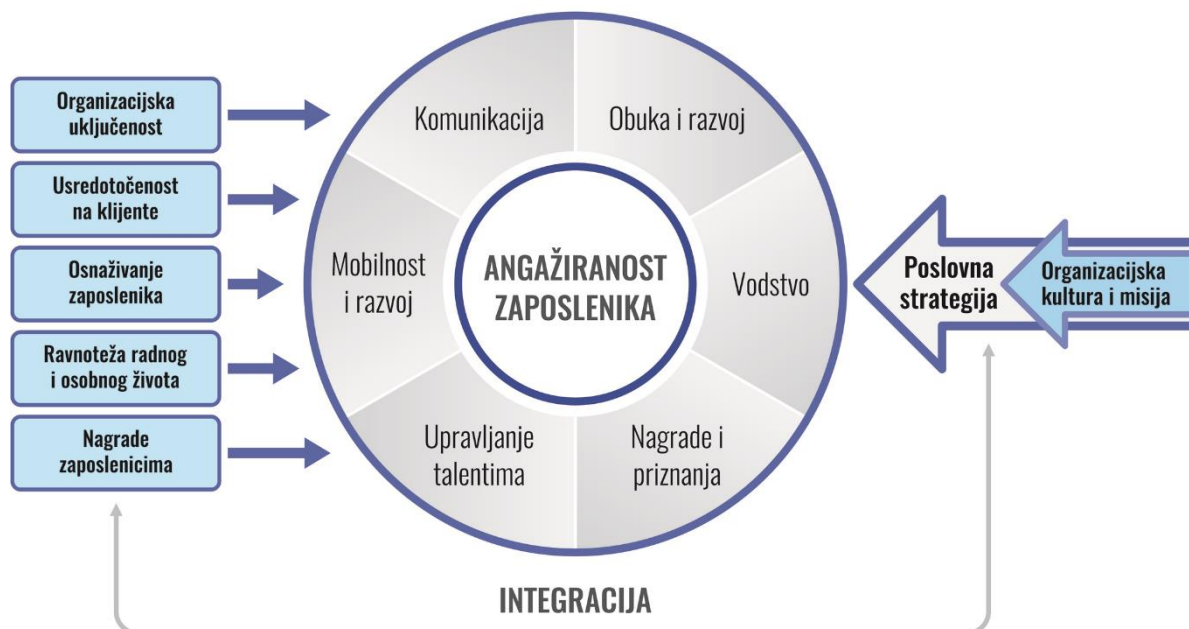 Organizacijska
uključenost
Usredotočenost
na klijente
Osnaživanje
zaposlenika
Ravnoteža radnog
i osobnog života
Nagrade
zaposlenicima
Komunikacija
Obuka i razvoj
Mobilnost
i razvoj
ANGAŽIRANOST
ZAPOSLENIKA
Vodstvo
Upravljanje
talentima
Nagrade i
priznanja
Poslovna
strategija
Organizacijska
kultura i misija
INTEGRACIJA